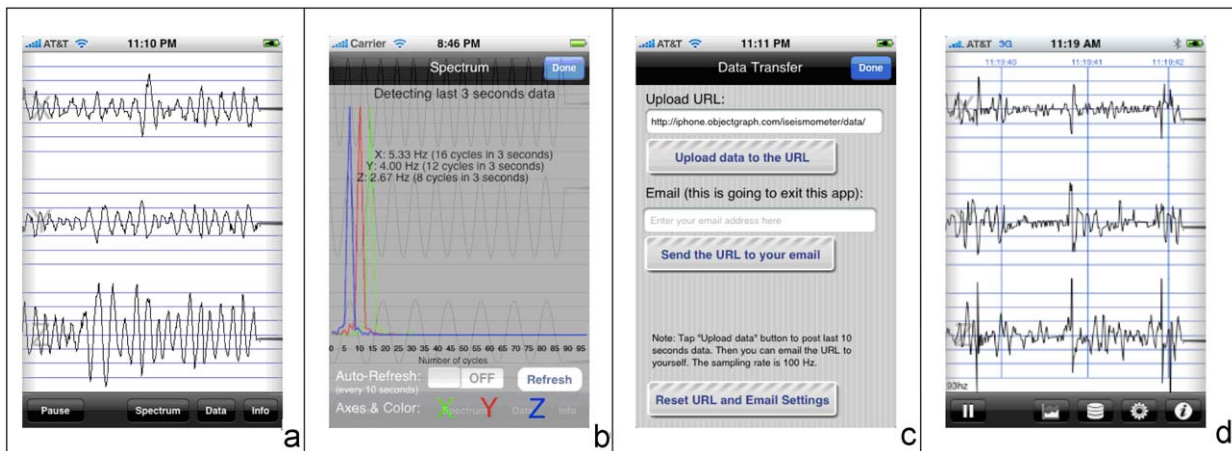 AT&T 11:10 PM
X
Y
Z
Pause Spectrum Data Info
a
Carrier 8:46 PM
Spectrum Done
Detecting last 3 seconds data
X: 5.33 Hz (16 cycles in 3 seconds)
Y: 4.00 Hz (12 cycles in 3 seconds)
Z: 2.67 Hz (8 cycles in 3 seconds)
0 5 10 15 20 25 30 35 40 45 50 55 60 65 70 75 80 85 90 95
Number of cycles
Auto-Refresh: OFF Refresh
(every 10 seconds)
Axes & Color: X Y Z
Spectrum Data Info
b
AT&T 11:11 PM
Data Transfer Done
Upload URL:
http://iphone.objectgraph.com/iseismometer/data/
Upload data to the URL
Email (this is going to exit this app):
Enter your email address here
Send the URL to your email
Note: Tap "Upload data" button to post last 10
seconds data. Then you can email the URL to
yourself. The sampling rate is 100 Hz.
Reset URL and Email Settings
c
AT&T 3G 11:19 AM
11:19:40 11:19:41 11:19:42
X
Y
Z
93hz
d